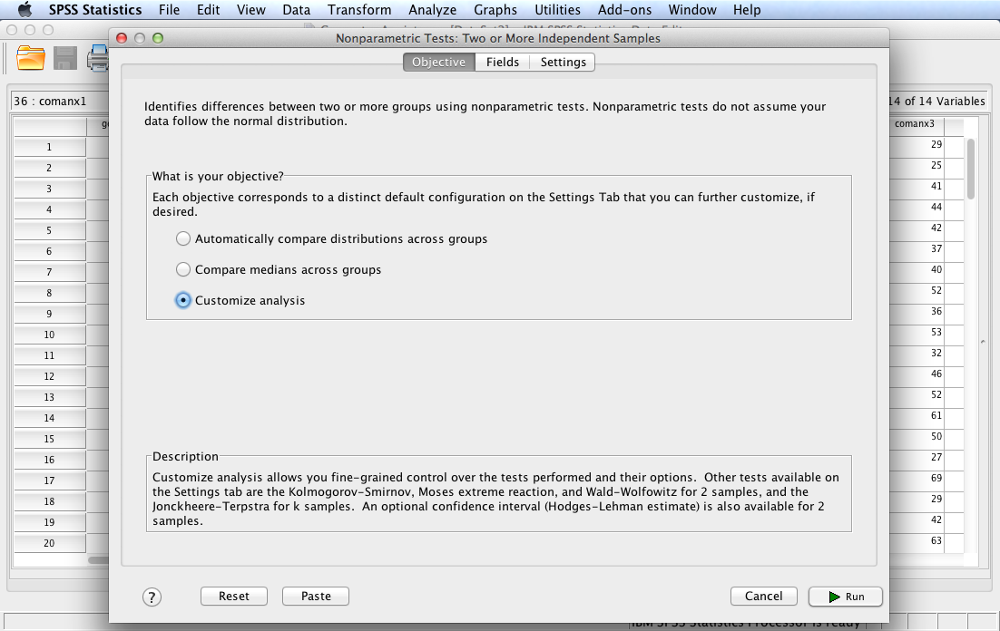 SPSS Statistics File Edit View Data Transform Analyze Graphs Utilities Add-ons Window Help
Nonparametric Tests: Two or More Independent Samples
Objective Fields Settings
36 : comanx1
14 of 14 Variables
Identifies differences between two or more groups using nonparametric tests. Nonparametric tests do not assume your
data follow the normal distribution.
What is your objective?
Each objective corresponds to a distinct default configuration on the Settings Tab that you can further customize, if
desired.
Automatically compare distributions across groups
Compare medians across groups
Customize analysis
Description
Customize analysis allows you fine-grained control over the tests performed and their options. Other tests available on
the Settings tab are the Kolmogorov-Smirnov, Moses extreme reaction, and Wald-Wolfowitz for 2 samples, and the
Jonckheere-Terpstra for k samples. An optional confidence interval (Hodges-Lehman estimate) is also available for 2
samples.
? Reset Paste Cancel Run
comanx3
1 29
2 25
3 41
4 44
5 42
6 37
7 40
8 52
9 36
10 53
11 32
12 46
13 52
14 61
15 50
16 27
17 69
18 29
19 42
20 63
IBM SPSS Statistics Processor is ready